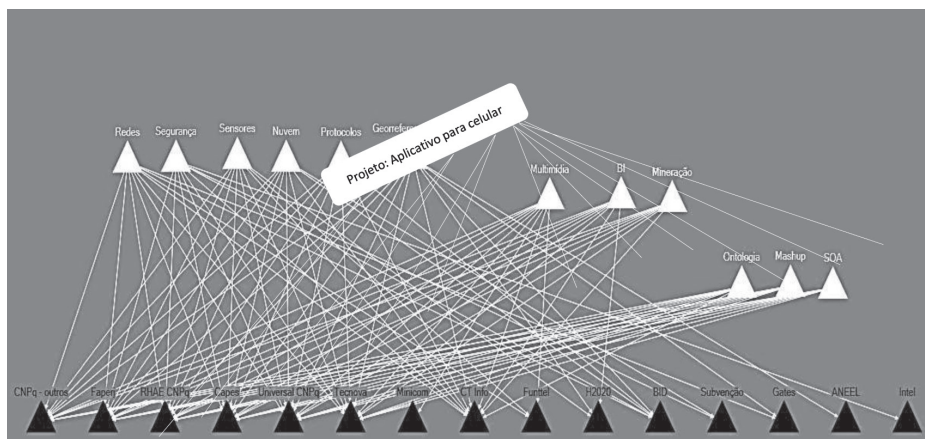 Redes Segurança Sensores Nuvem Protocolos
Projeto: Aplicativo para celular
Multimídia BI Mineração
Ontologia Mashup SOA
CNPq - outros Faperj RHAE CNPq Capes Universal CNPq Tecnova Minicom CT Info Funttel H2020 BID Subvenção Gates ANEEL Intel